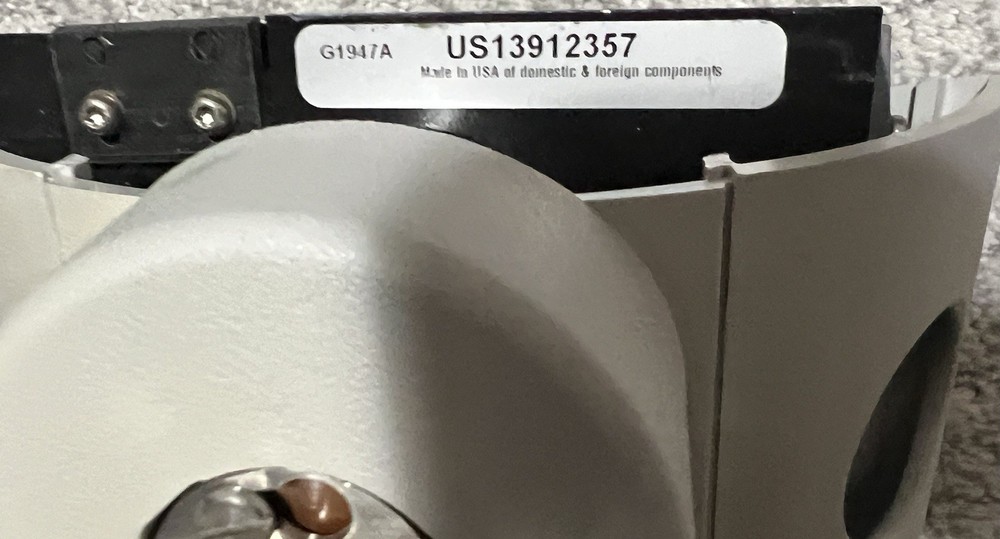 G1947A US13912357
Made in USA of domestic & foreign components